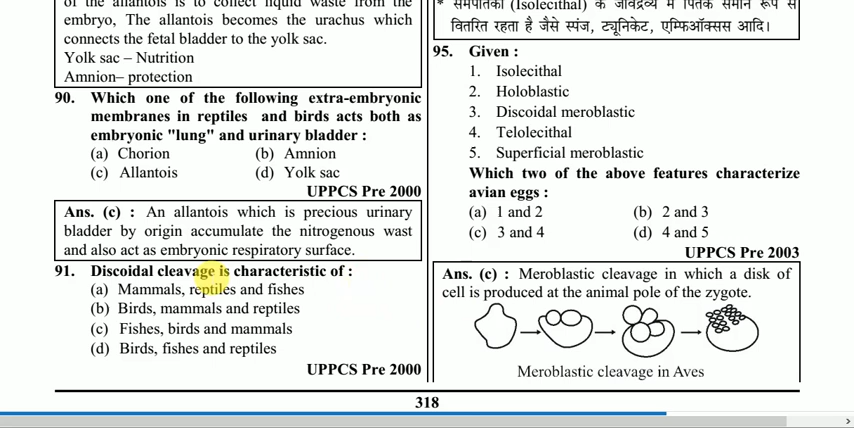 of the allantois is to collect liquid waste from the
embryo, The allantois becomes the urachus which
connects the fetal bladder to the yolk sac.
Yolk sac – Nutrition
Amnion– protection
90. Which one of the following extra-embryonic
membranes in reptiles and birds acts both as
embryonic "lung" and urinary bladder :
(a) Chorion (b) Amnion
(c) Allantois (d) Yolk sac
UPPCS Pre 2000
Ans. (c) : An allantois which is precious urinary
bladder by origin accumulate the nitrogenous wast
and also act as embryonic respiratory surface.
91. Discoidal cleavage is characteristic of :
(a) Mammals, reptiles and fishes
(b) Birds, mammals and reptiles
(c) Fishes, birds and mammals
(d) Birds, fishes and reptiles
UPPCS Pre 2000
* समपीतकी (Isolecithal) के जीवद्रव्य में पीतक समान रूप से
वितरित रहता है जैसे स्पंज, ट्यूनिकेट, एम्फिऑक्सस आदि।
95. Given :
1. Isolecithal
2. Holoblastic
3. Discoidal meroblastic
4. Telolecithal
5. Superficial meroblastic
Which two of the above features characterize
avian eggs :
(a) 1 and 2 (b) 2 and 3
(c) 3 and 4 (d) 4 and 5
UPPCS Pre 2003
Ans. (c) : Meroblastic cleavage in which a disk of
cell is produced at the animal pole of the zygote.
Meroblastic cleavage in Aves
318